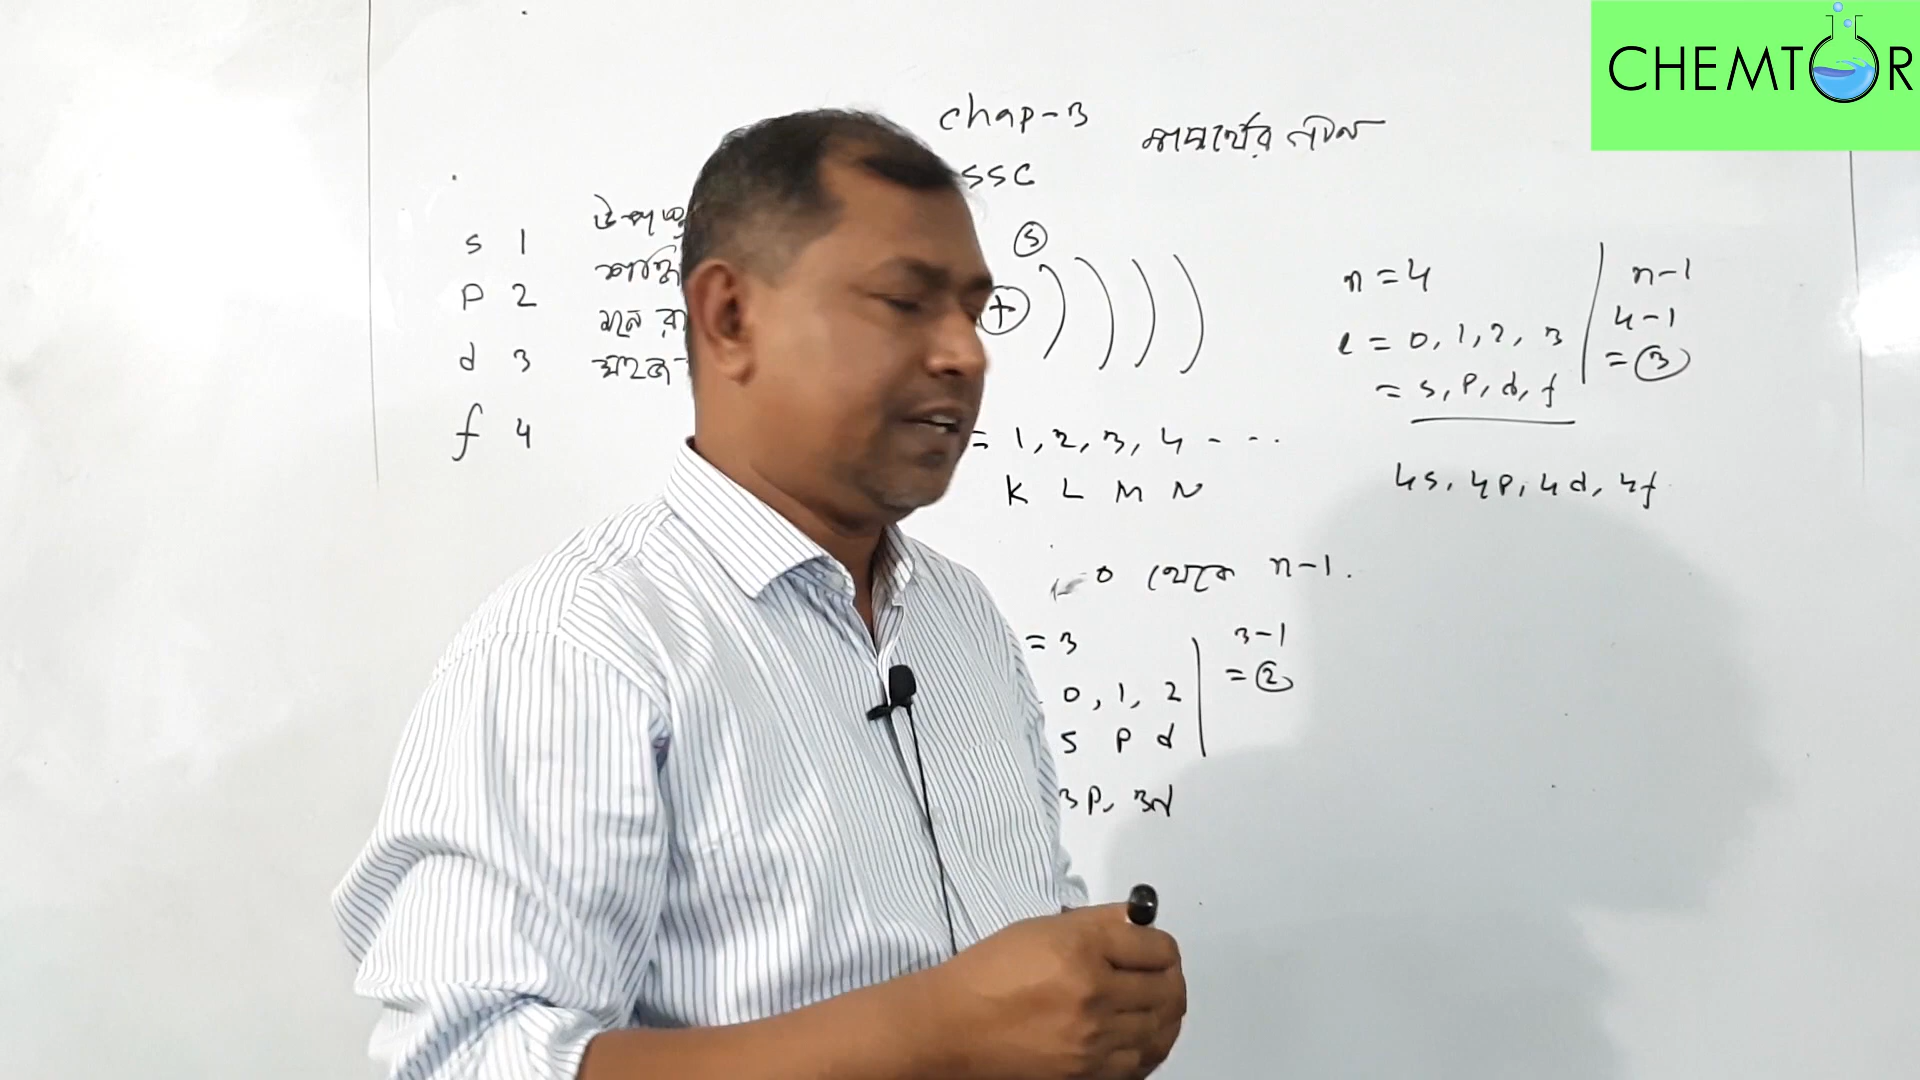 CHEMTOR
chap-3
পদার্থের গঠন
SSC
s 1
p 2
d 3
f 4
মনে রা
সহজ
(S)
+
= 1, 2, 3, 4 - - ..
K L M N
0 থেকে n-1.
= 3
0, 1, 2
S P d
3p, 3d
3-1
= 2
n = 4
l = 0, 1, 2, 3
= s, p, d, f
4s, 4p, 4d, 4f
n-1
4-1
= 3